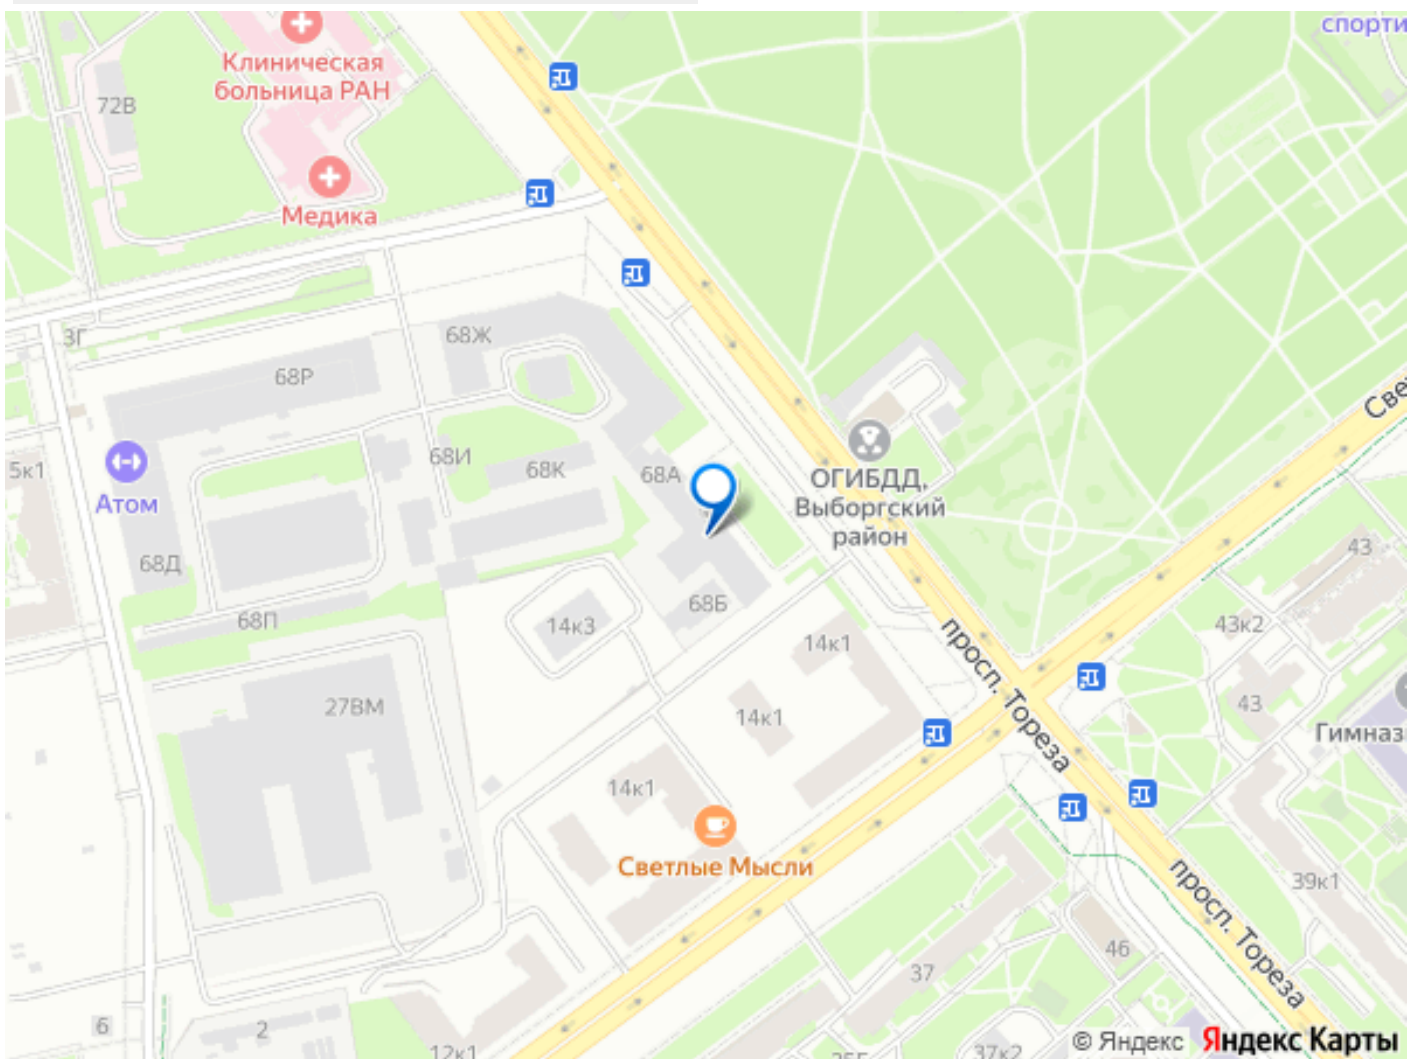 спорти
Клиническая
больница РАН
72В
Медика
3Г
68Ж
68Р
Све
5к1
68И
68К
68А
Атом
ОГИБДД,
Выборгский
район
68Д
43
68Б
68П
14к3
43к2
14к1
просп. Тореза
27ВМ
14к1
43
Гимназ
14к1
Светлые Мысли
просп. Тореза
39к1
46
37
6
2
12к1
37к2
© Яндекс
Яндекс Карты